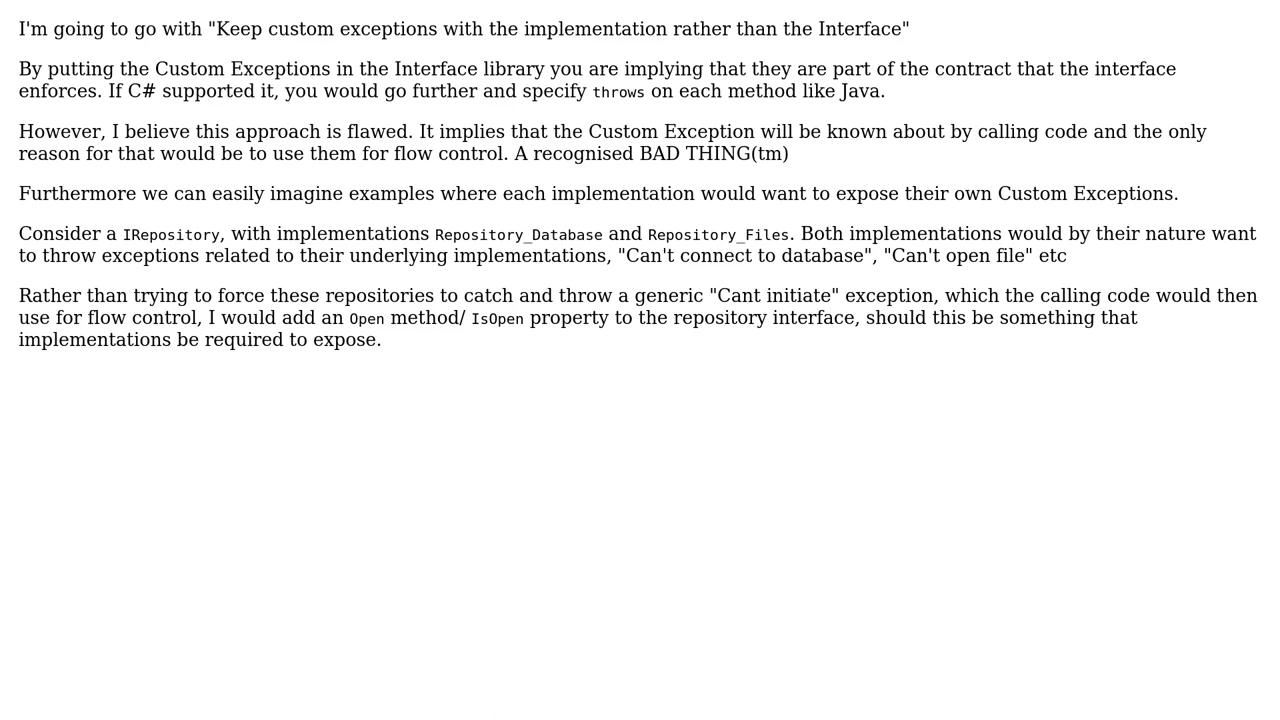 I'm going to go with "Keep custom exceptions with the implementation rather than the Interface"
By putting the Custom Exceptions in the Interface library you are implying that they are part of the contract that the interface
enforces. If C# supported it, you would go further and specify throws on each method like Java.
However, I believe this approach is flawed. It implies that the Custom Exception will be known about by calling code and the only
reason for that would be to use them for flow control. A recognised BAD THING(tm)
Furthermore we can easily imagine examples where each implementation would want to expose their own Custom Exceptions.
Consider a IRepository, with implementations Repository_Database and Repository_Files. Both implementations would by their nature want
to throw exceptions related to their underlying implementations, "Can't connect to database", "Can't open file" etc
Rather than trying to force these repositories to catch and throw a generic "Cant initiate" exception, which the calling code would then
use for flow control, I would add an Open method/ IsOpen property to the repository interface, should this be something that
implementations be required to expose.